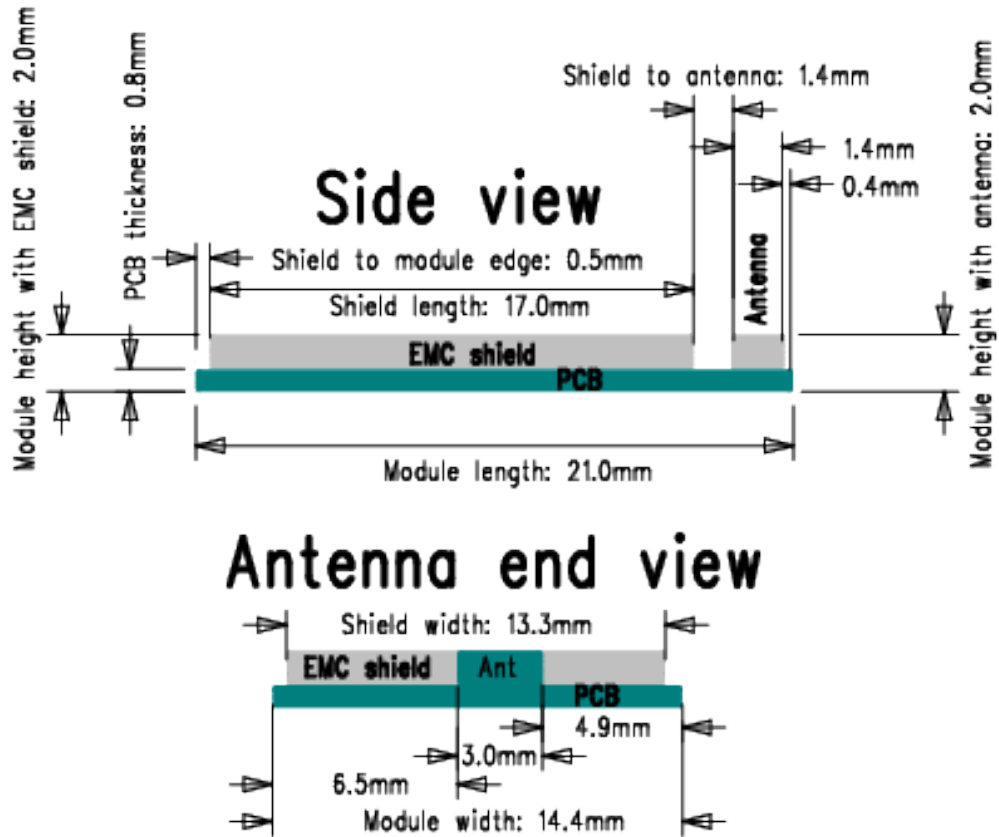 Module height with EMC shield: 2.0mm
PCB thickness: 0.8mm
Shield to antenna: 1.4mm
1.4mm
0.4mm
Module height with antenna: 2.0mm
Side view
Shield to module edge: 0.5mm
Shield length: 17.0mm
Antenna
EMC shield
PCB
Module length: 21.0mm
Antenna end view
Shield width: 13.3mm
EMC shield
Ant
PCB
4.9mm
3.0mm
6.5mm
Module width: 14.4mm